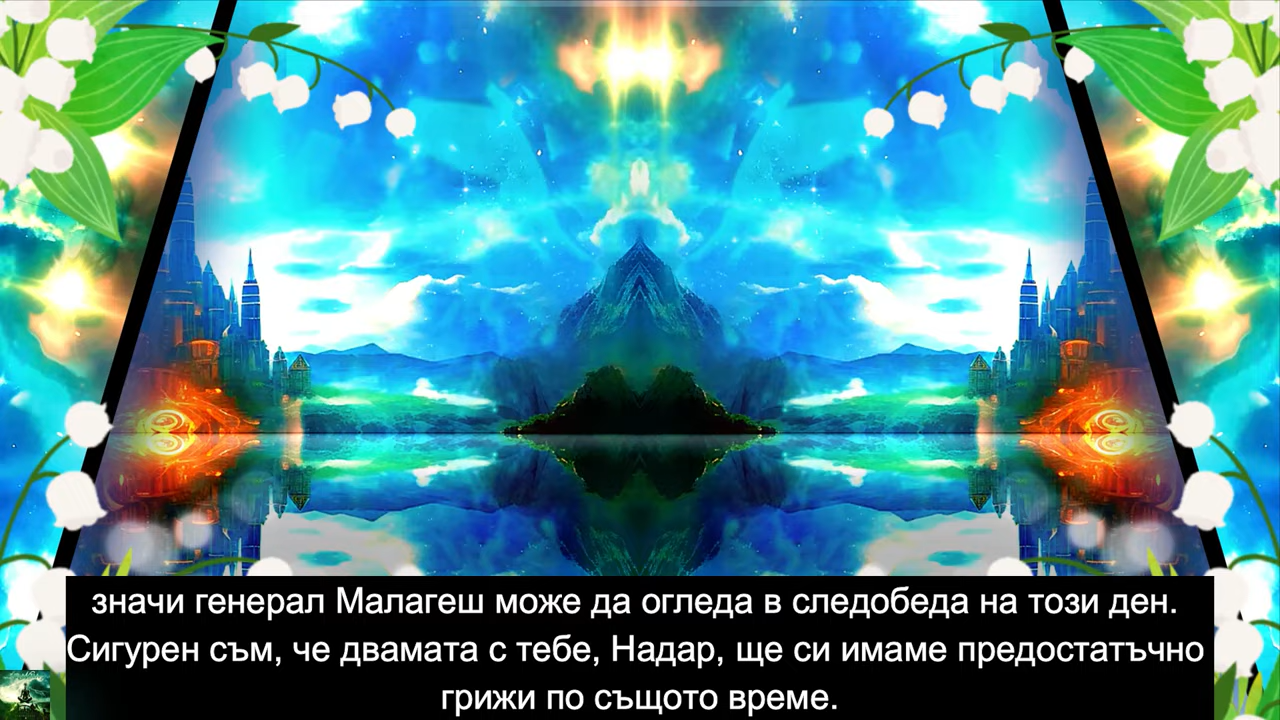 значи генерал Малагеш може да огледа в следобеда на този ден.
Сигурен съм, че двамата с тебе, Надар, ще си имаме предостатъчно
грижи по същото време.